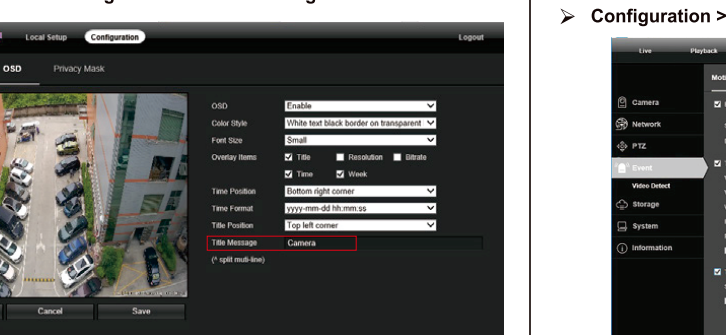 Local Setup Configuration Logout
OSD Privacy Mask
OSD Enable
Color Style White text black border on transparent
Font Size Small
Overlay Items Title Resolution Bitrate
Time Week
Time Position Bottom right corner
Time Format yyyy-mm-dd hh:mm:ss
Title Position Top left corner
Title Message Camera
(^ split muti-line)
Cancel Save
➢ Configuration >
Live Playback
Camera
Network
PTZ
Event
Video Detect
Storage
System
Information